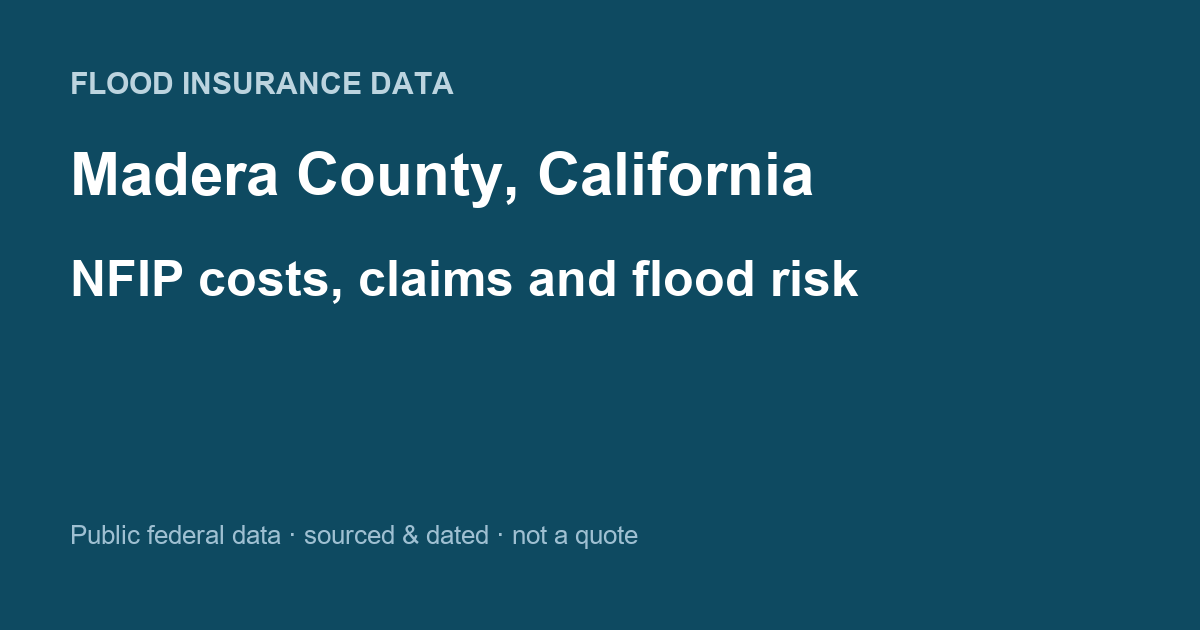 FLOOD INSURANCE DATA
Madera County, California
NFIP costs, claims and flood risk
Public federal data · sourced & dated · not a quote